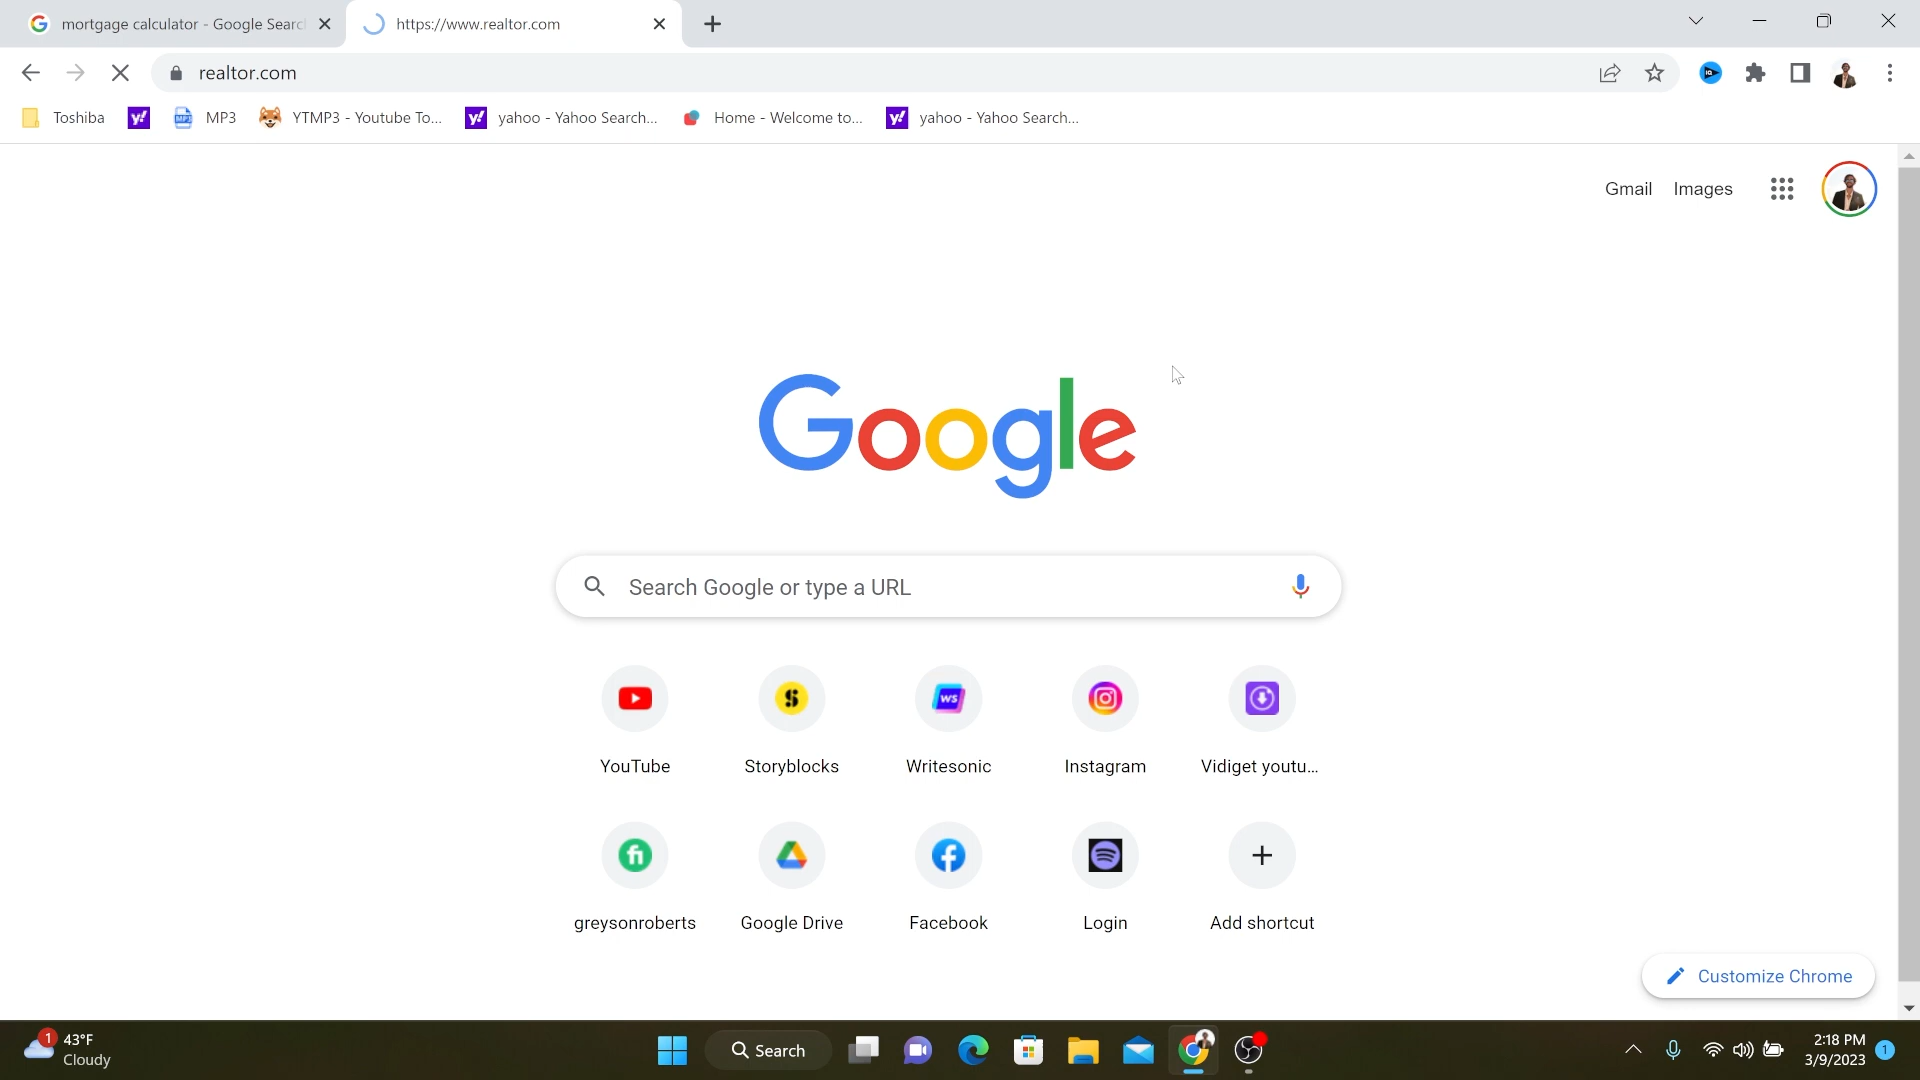 mortgage calculator - Google Searc
https://www.realtor.com
realtor.com
Toshiba
y!
MP3
YTMP3 - Youtube To...
y!
yahoo - Yahoo Search...
Home - Welcome to...
y!
yahoo - Yahoo Search...
Gmail
Images
Google
Search Google or type a URL
YouTube
Storyblocks
Writesonic
Instagram
Vidiget youtu...
greysonroberts
Google Drive
Facebook
Login
Add shortcut
Customize Chrome
1
43°F
Cloudy
Search
2:18 PM
3/9/2023
1